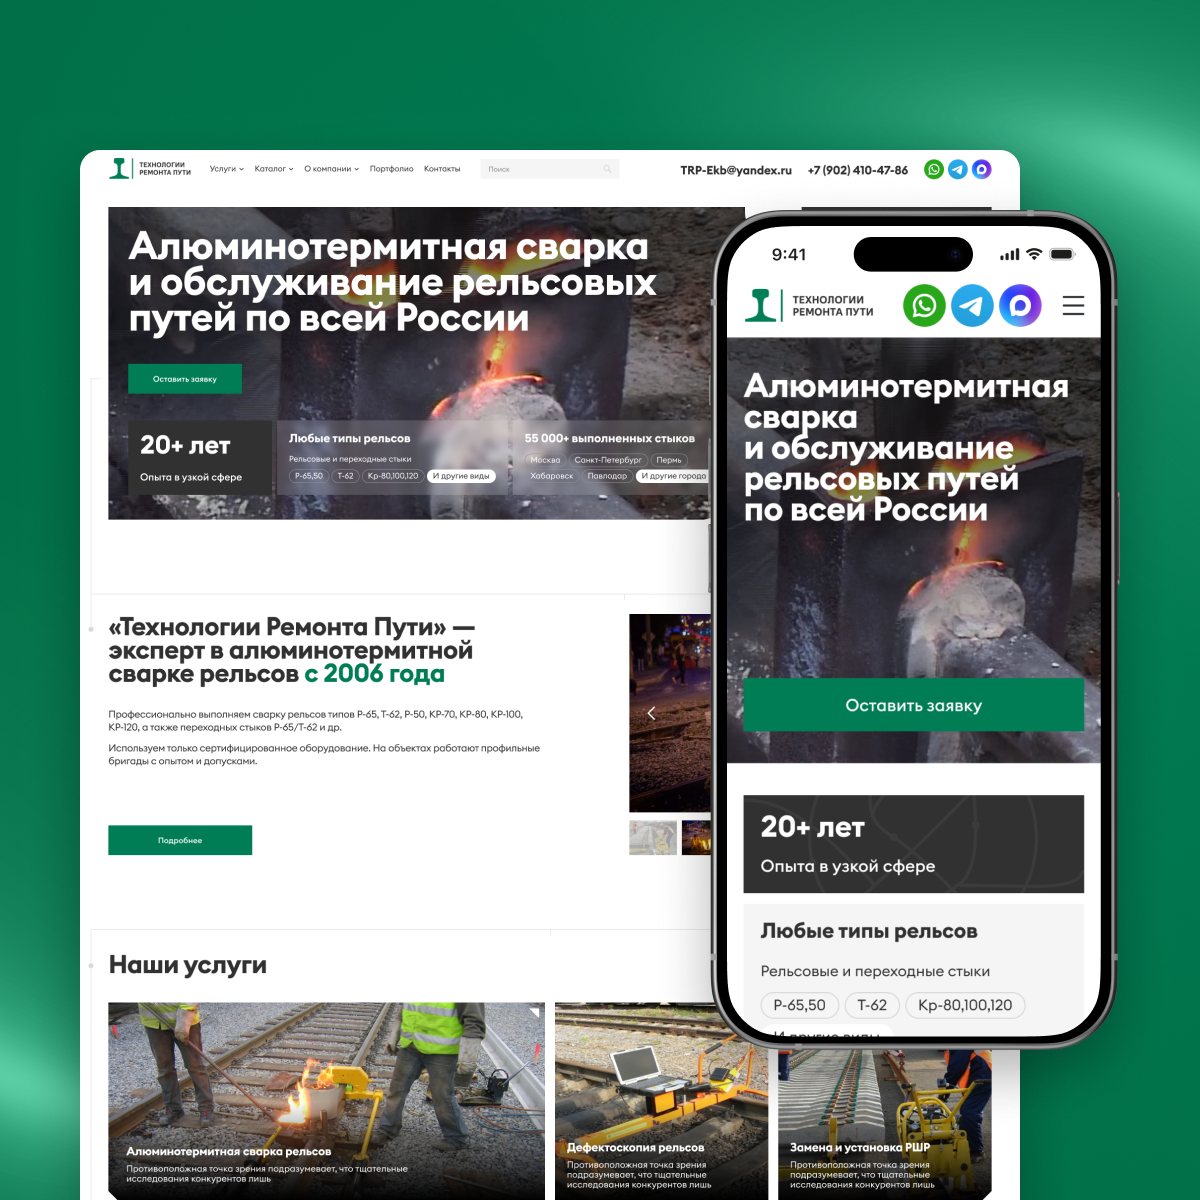 ТЕХНОЛОГИИ
РЕМОНТА ПУТИ
Услуги
Каталог
О компании
Портфолио
Контакты
Поиск
TRP-Ekb@yandex.ru
+7 (902) 410-47-86
Алюминотермитная сварка
и обслуживание рельсовых
путей по всей России
Оставить заявку
20+ лет
Опыта в узкой сфере
Любые типы рельсов
Рельсовые и переходные стыки
Р-65,50
Т-62
Кр-80,100,120
И другие виды
55 000+ выполненных стыков
Москва
Санкт-Петербург
Пермь
Хабаровск
Павлодар
И другие города
«Технологии Ремонта Пути» —
эксперт в алюминотермитной
сварке рельсов с 2006 года
Профессионально выполняем сварку рельсов типов Р-65, Т-62, Р-50, КР-70, КР-80, КР-100,
КР-120, а также переходных стыков Р-65/Т-62 и др.
Используем только сертифицированное оборудование. На объектах работают профильные
бригады с опытом и допусками.
Подробнее
Наши услуги
Алюминотермитная сварка рельсов
Противоположная точка зрения подразумевает, что тщательные
исследования конкурентов лишь
Дефектоскопия рельсов
Противоположная точка зрения
подразумевает, что тщательные
исследования конкурентов лишь
Замена и установка РШР
Противоположная точка зрения
подразумевает, что тщательные
исследования конкурентов лишь
9:41
ТЕХНОЛОГИИ
РЕМОНТА ПУТИ
Алюминотермитная
сварка
и обслуживание
рельсовых путей
по всей России
Оставить заявку
20+ лет
Опыта в узкой сфере
Любые типы рельсов
Рельсовые и переходные стыки
Р-65,50
Т-62
Кр-80,100,120
И другие виды